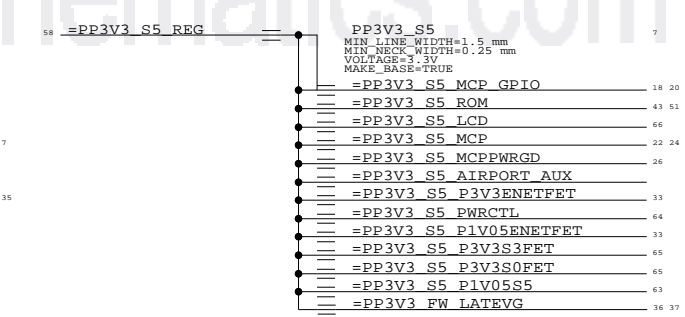 hematics.com
58 =PP3V3_S5_REG PP3V3_S5 7
MIN_LINE_WIDTH=1.5 mm
MIN_NECK_WIDTH=0.25 mm
VOLTAGE=3.3V
MAKE_BASE=TRUE
=PP3V3_S5_MCP_GPIO 18 20
=PP3V3_S5_ROM 43 51
=PP3V3_S5_LCD 66
7 =PP3V3_S5_MCP 22 24
=PP3V3_S5_MCPPWRGD 26
=PP3V3_S5_AIRPORT_AUX
35 =PP3V3_S5_P3V3ENETFET 33
=PP3V3_S5_PWRCTL 64
=PP3V3_S5_P1V05ENETFET 33
=PP3V3_S5_P3V3S3FET 65
=PP3V3_S5_P3V3S0FET 65
=PP3V3_S5_P1V05S5 63
=PP3V3_FW_LATEVG 36 37